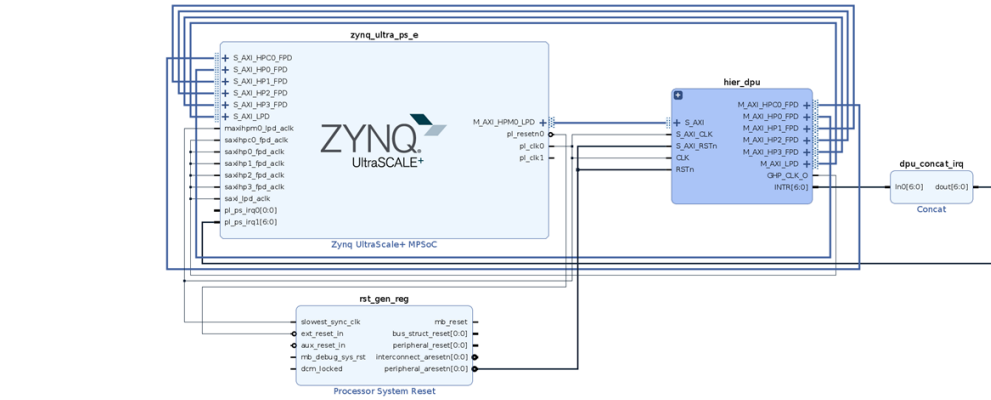 zynq_ultra_ps_e
S_AXI_HPC0_FPD
S_AXI_HP0_FPD
S_AXI_HP1_FPD
S_AXI_HP2_FPD
S_AXI_HP3_FPD
S_AXI_LPD
maxihpm0_lpd_aclk
saxihpc0_fpd_aclk
saxihp0_fpd_aclk
saxihp1_fpd_aclk
saxihp2_fpd_aclk
saxihp3_fpd_aclk
saxi_lpd_aclk
pl_ps_irq0[0:0]
pl_ps_irq1[6:0]
ZYNQ
UltraSCALE+
M_AXI_HPM0_LPD
pl_resetn0
pl_clk0
pl_clk1
Zynq UltraScale+ MPSoC
hier_dpu
S_AXI
S_AXI_CLK
S_AXI_RSTn
CLK
RSTn
M_AXI_HPC0_FPD
M_AXI_HP0_FPD
M_AXI_HP1_FPD
M_AXI_HP2_FPD
M_AXI_HP3_FPD
M_AXI_LPD
GHP_CLK_O
INTR[6:0]
dpu_concat_irq
In0[6:0]
dout[6:0]
Concat
rst_gen_reg
slowest_sync_clk
ext_reset_in
aux_reset_in
mb_debug_sys_rst
dcm_locked
mb_reset
bus_struct_reset[0:0]
peripheral_reset[0:0]
interconnect_aresetn[0:0]
peripheral_aresetn[0:0]
Processor System Reset